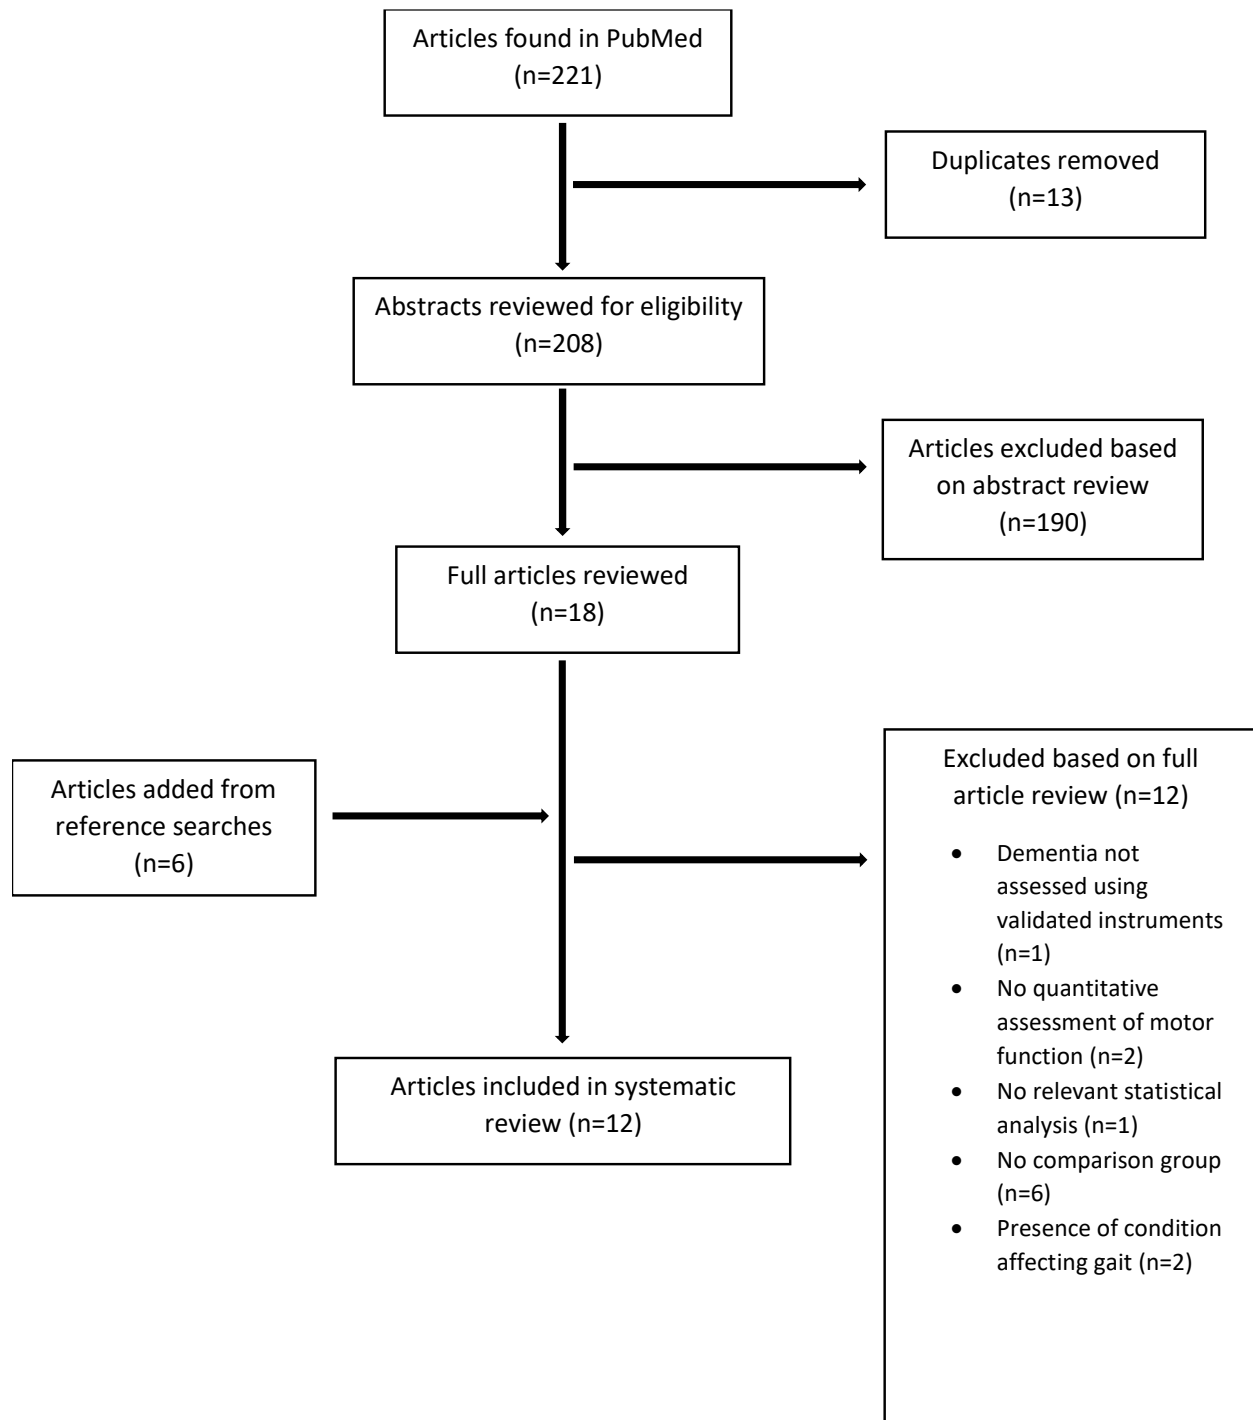 Articles found in PubMed
(n=221)
Duplicates removed
(n=13)
Abstracts reviewed for eligibility
(n=208)
Articles excluded based
on abstract review
(n=190)
Full articles reviewed
(n=18)
Articles added from
reference searches
(n=6)
Excluded based on full
article review (n=12)
• Dementia not
assessed using
validated instruments
(n=1)
• No quantitative
assessment of motor
function (n=2)
• No relevant statistical
analysis (n=1)
• No comparison group
(n=6)
• Presence of condition
affecting gait (n=2)
Articles included in systematic
review (n=12)